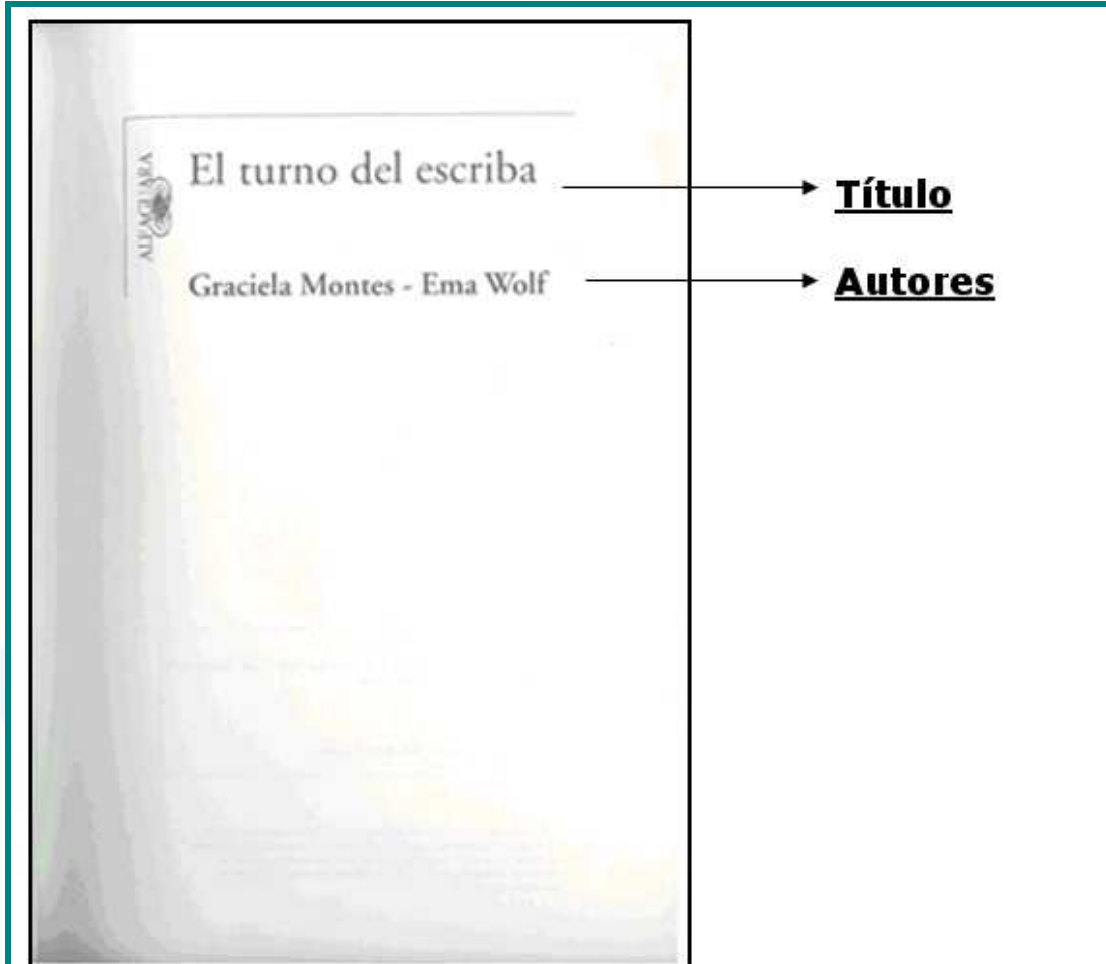 El turno del escriba
ALFAGUARA
Graciela Montes - Ema Wolf
Título
Autores